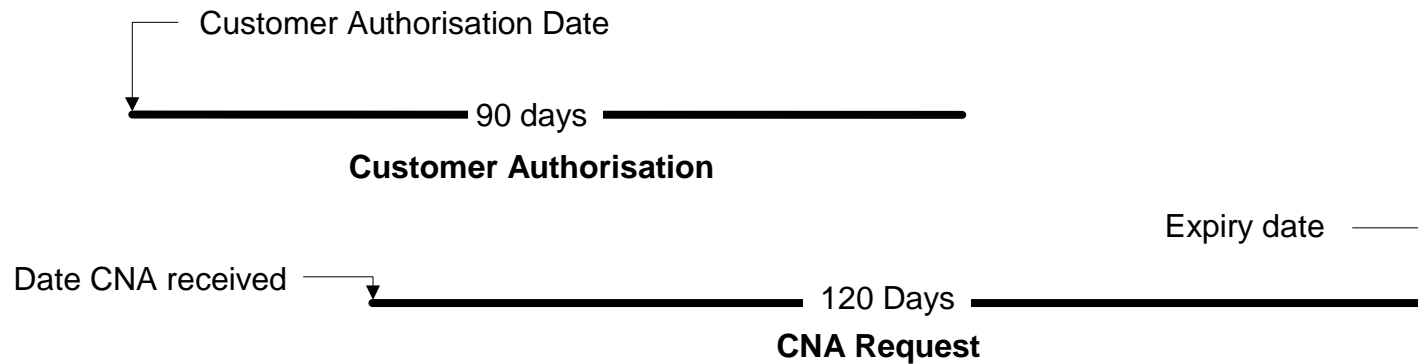 Customer Authorisation Date
90 days
Customer Authorisation
Expiry date
Date CNA received
120 Days
CNA Request